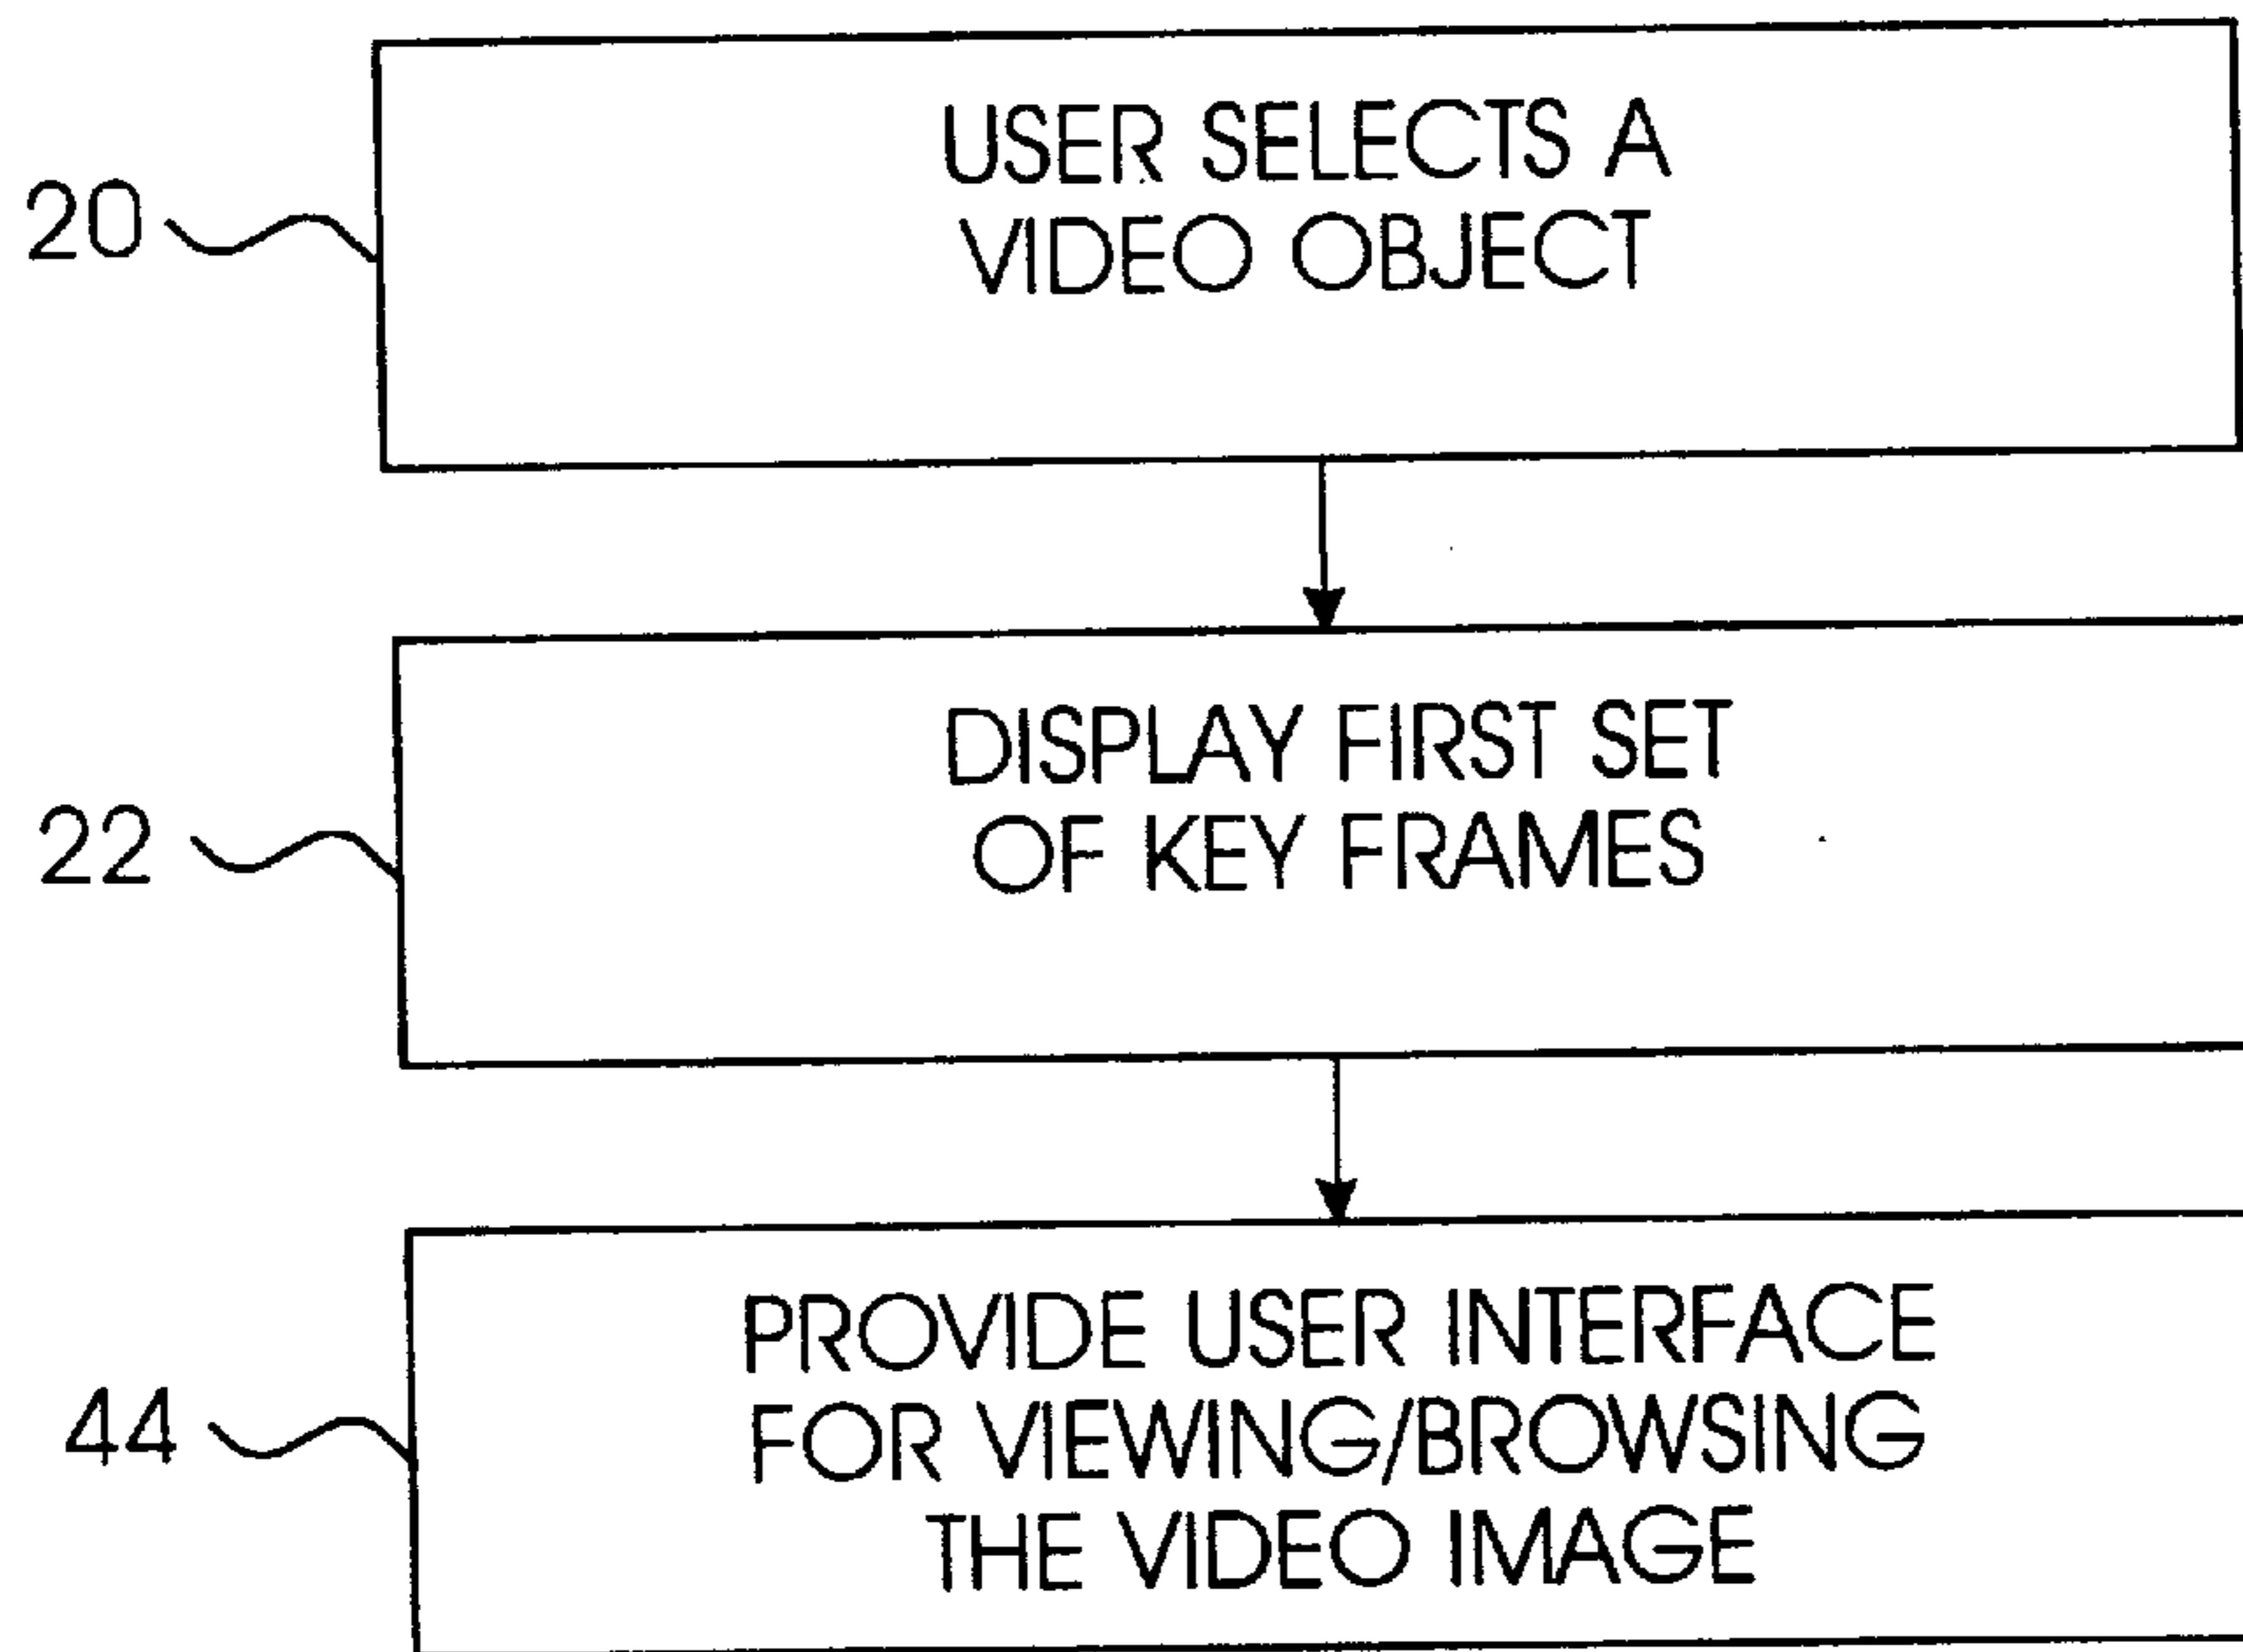 20
USER SELECTS A
VIDEO OBJECT
22
DISPLAY FIRST SET
OF KEY FRAMES
44
PROVIDE USER INTERFACE
FOR VIEWING/BROWSING
THE VIDEO IMAGE